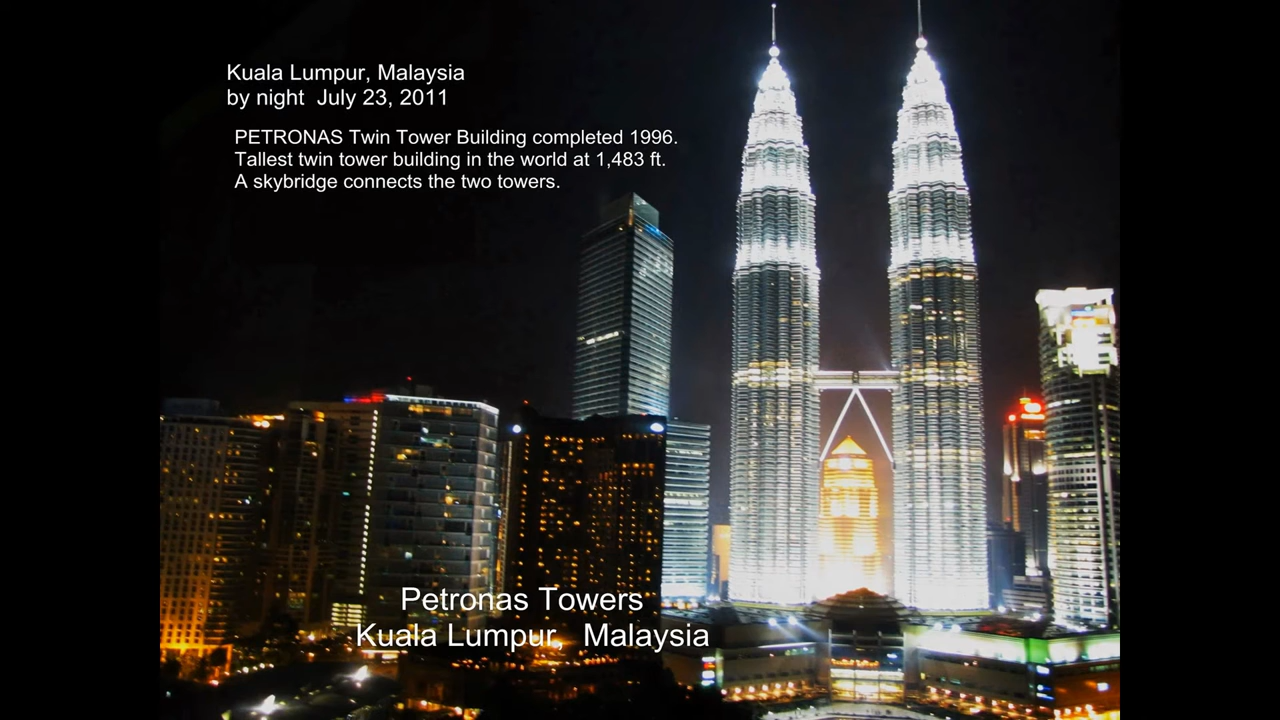 Kuala Lumpur, Malaysia
by night  July 23, 2011
PETRONAS Twin Tower Building completed 1996.
Tallest twin tower building in the world at 1,483 ft.
A skybridge connects the two towers.
Petronas Towers
Kuala Lumpur,  Malaysia